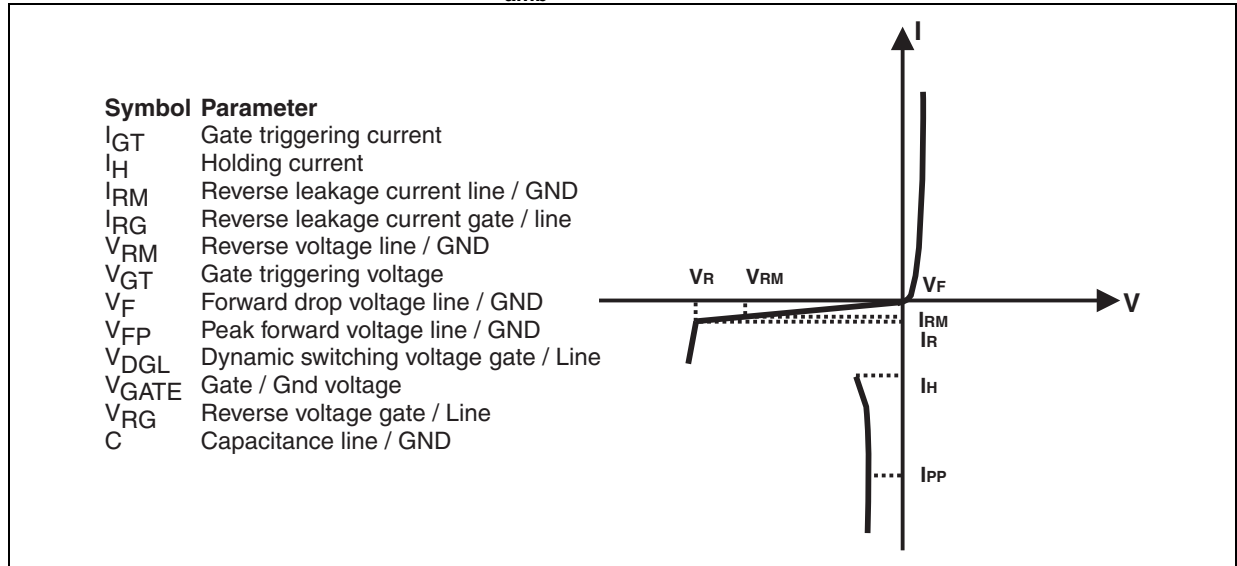 amb
Symbol Parameter
IGT Gate triggering current
IH Holding current
IRM Reverse leakage current line / GND
IRG Reverse leakage current gate / line
VRM Reverse voltage line / GND
VGT Gate triggering voltage
VF Forward drop voltage line / GND
VFP Peak forward voltage line / GND
VDGL Dynamic switching voltage gate / Line
VGATE Gate / Gnd voltage
VRG Reverse voltage gate / Line
C Capacitance line / GND
I
VR VRM
VF
V
IRM
IR
IH
IPP